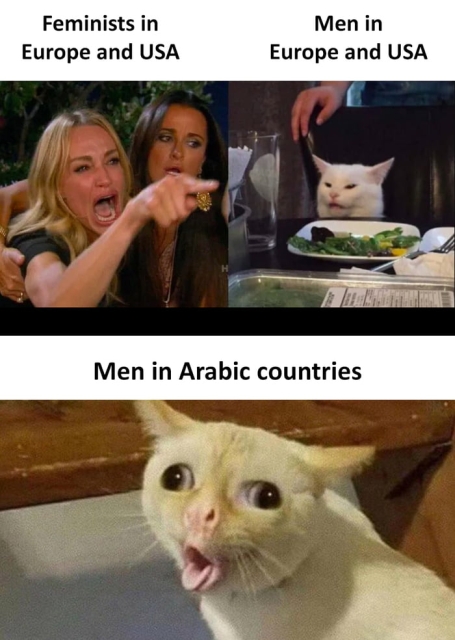 Feminists in
Europe and USA
Men in
Europe and USA
Men in Arabic countries